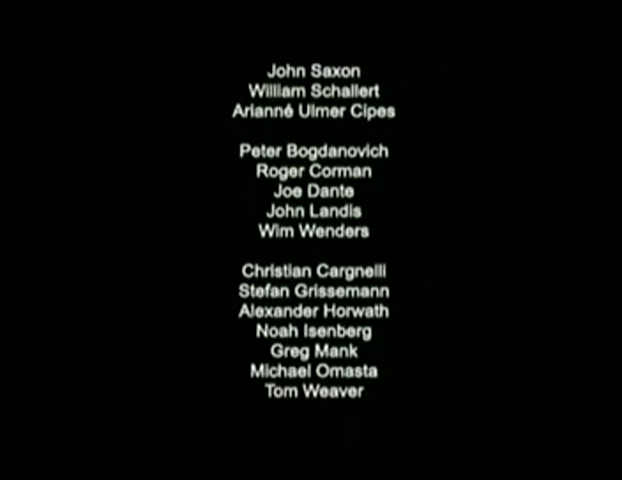 John Saxon
William Schallert
Arianné Ulmer Cipes
Peter Bogdanovich
Roger Corman
Joe Dante
John Landis
Wim Wenders
Christian Cargnelli
Stefan Grissemann
Alexander Horwath
Noah Isenberg
Greg Mank
Michael Omasta
Tom Weaver